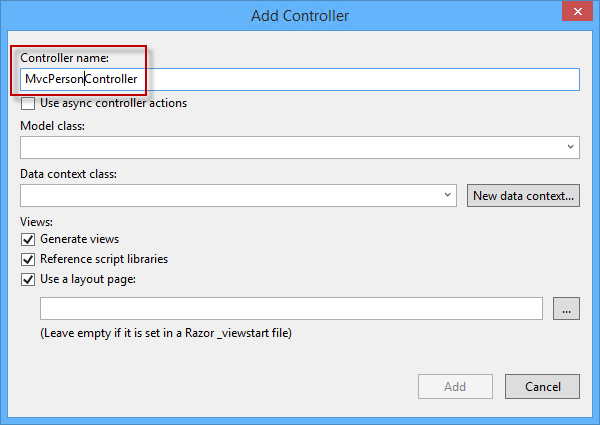 Add Controller
Controller name:
MvcPersonController
Use async controller actions
Model class:
Data context class:
New data context...
Views:
Generate views
Reference script libraries
Use a layout page:
...
(Leave empty if it is set in a Razor _viewstart file)
Add Cancel